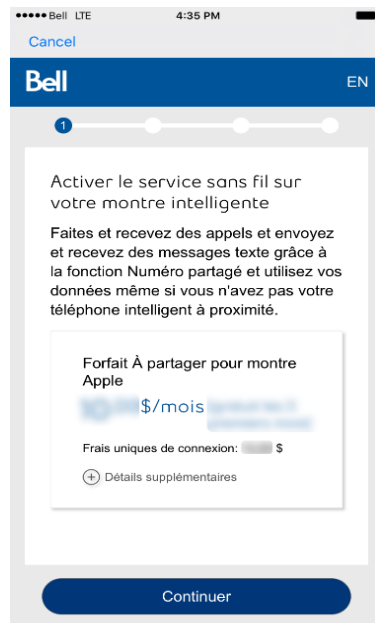 Bell LTE 4:35 PM
Cancel
Bell EN
1
Activer le service sans fil sur
votre montre intelligente
Faites et recevez des appels et envoyez
et recevez des messages texte grâce à
la fonction Numéro partagé et utilisez vos
données même si vous n'avez pas votre
téléphone intelligent à proximité.
Forfait À partager pour montre
Apple
$/mois
Frais uniques de connexion: $
Détails supplémentaires
Continuer